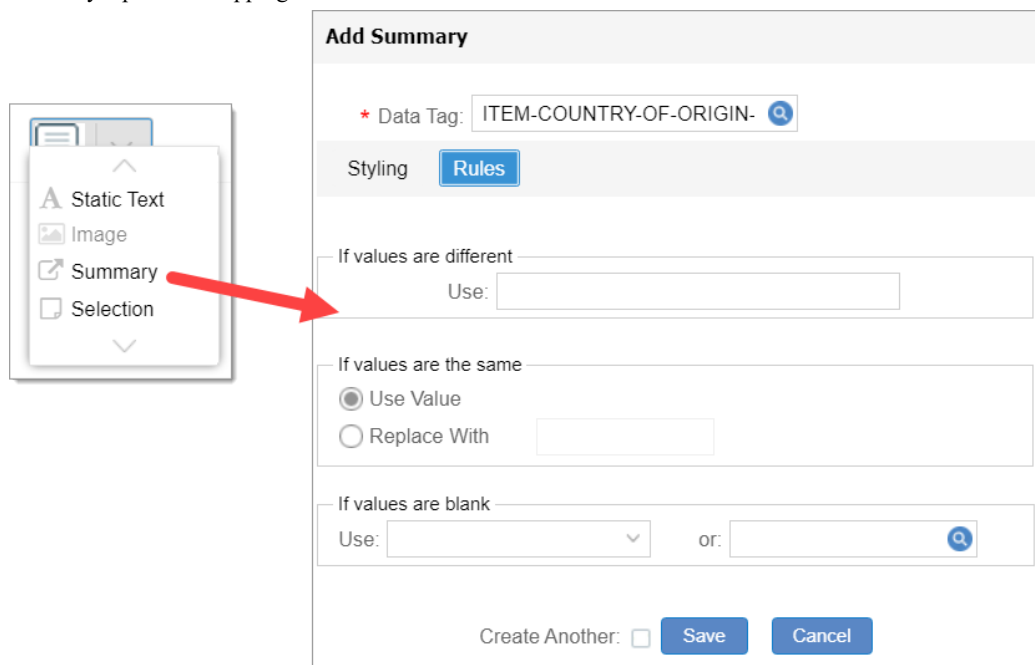 Add Summary
* Data Tag: ITEM-COUNTRY-OF-ORIGIN-
Styling Rules
A Static Text
Image
Summary
Selection
If values are different
Use:
If values are the same
Use Value
Replace With
If values are blank
Use: or:
Create Another: Save Cancel